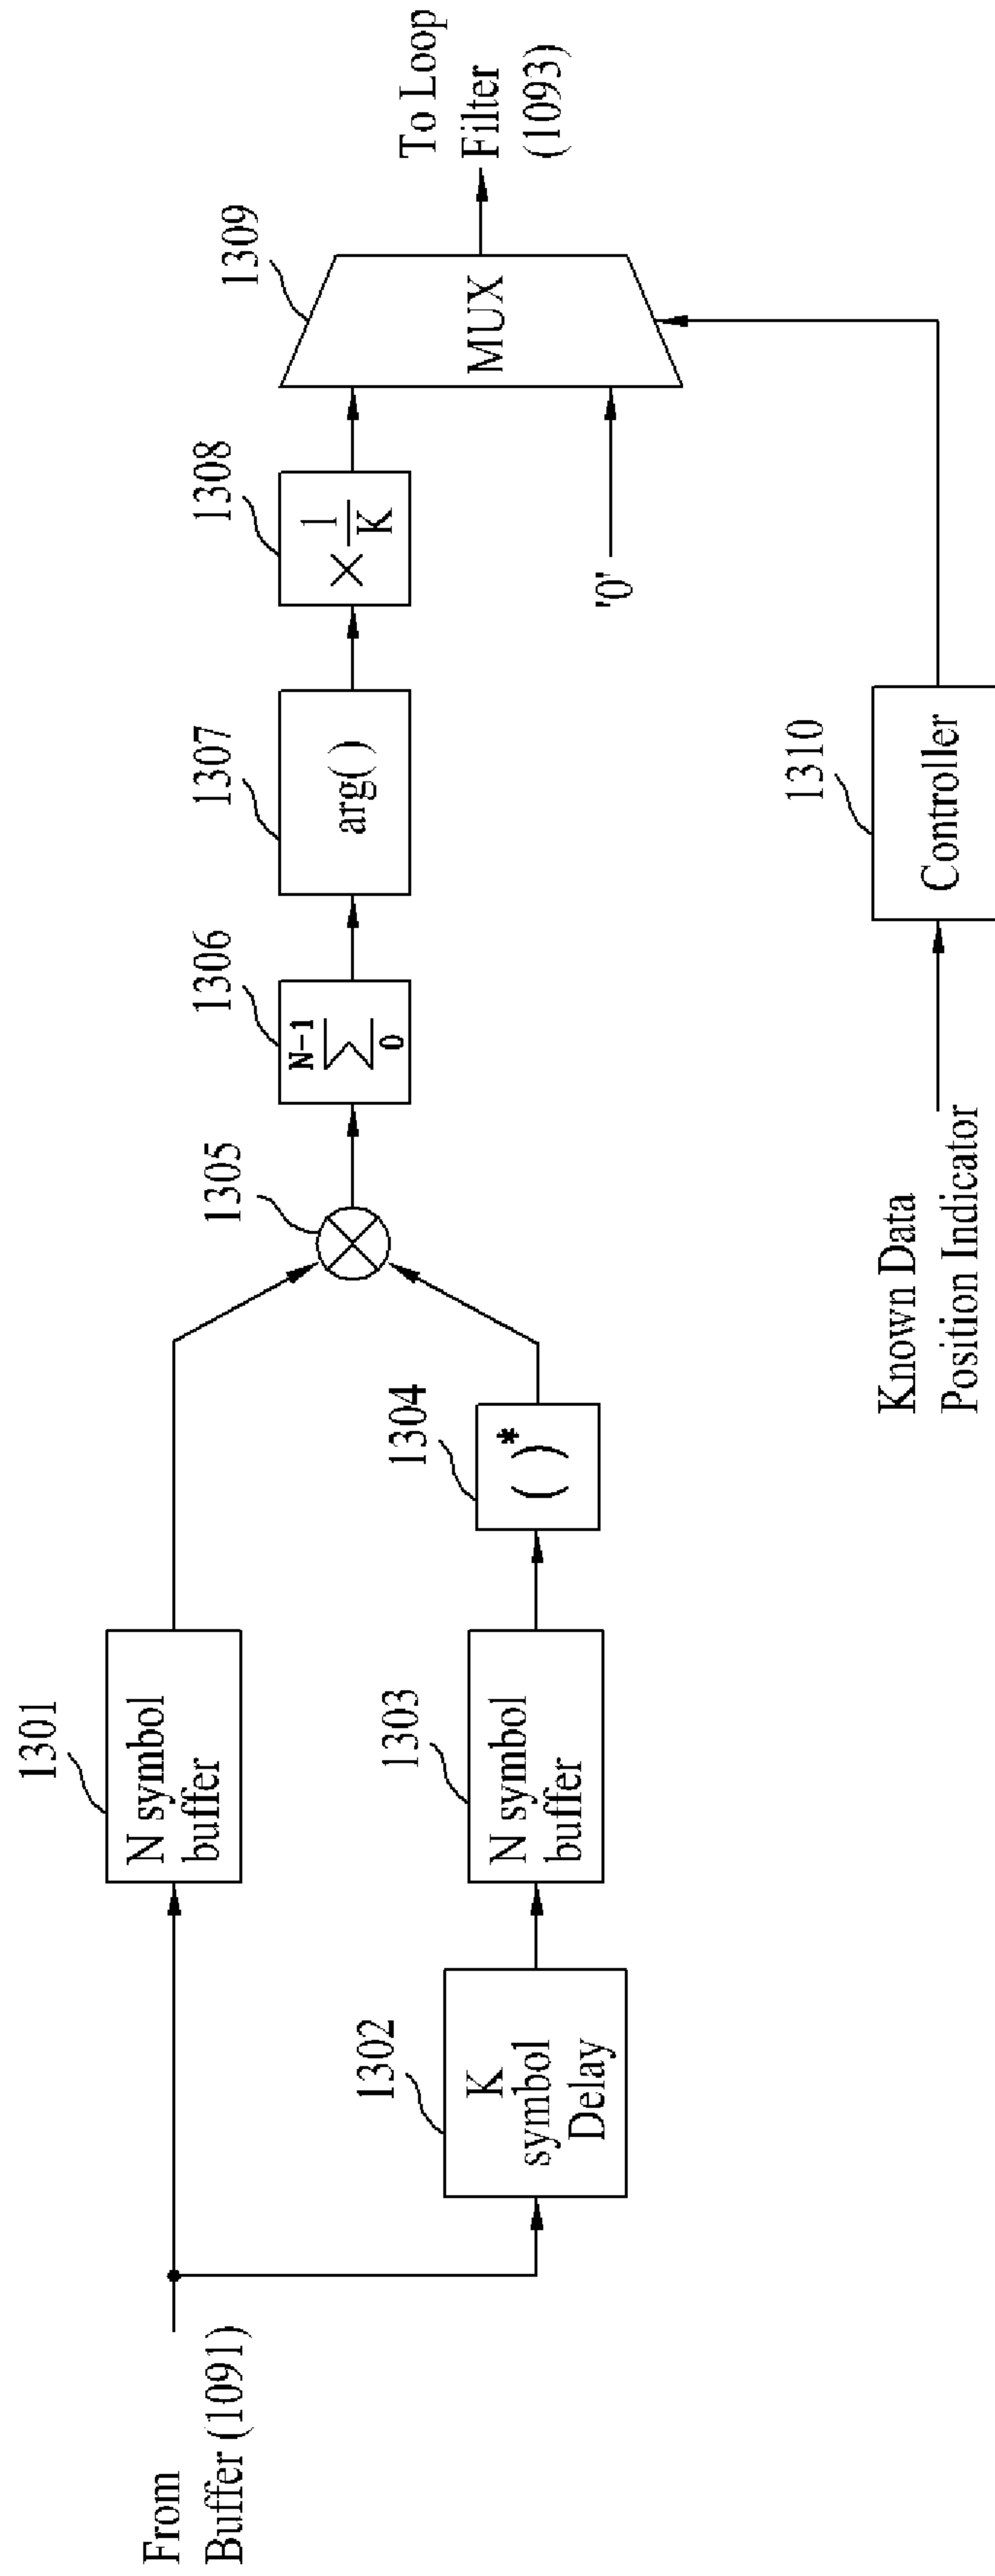 From
Buffer (1091)
1301
N symbol
buffer
1302
K
symbol
Delay
1303
N symbol
buffer
1304
( )*
1305
1306
N-1
∑
0
1307
arg( )
1308
× 1/K
1309
MUX
'0'
To Loop
Filter
(1093)
Known Data
Position Indicator
1310
Controller